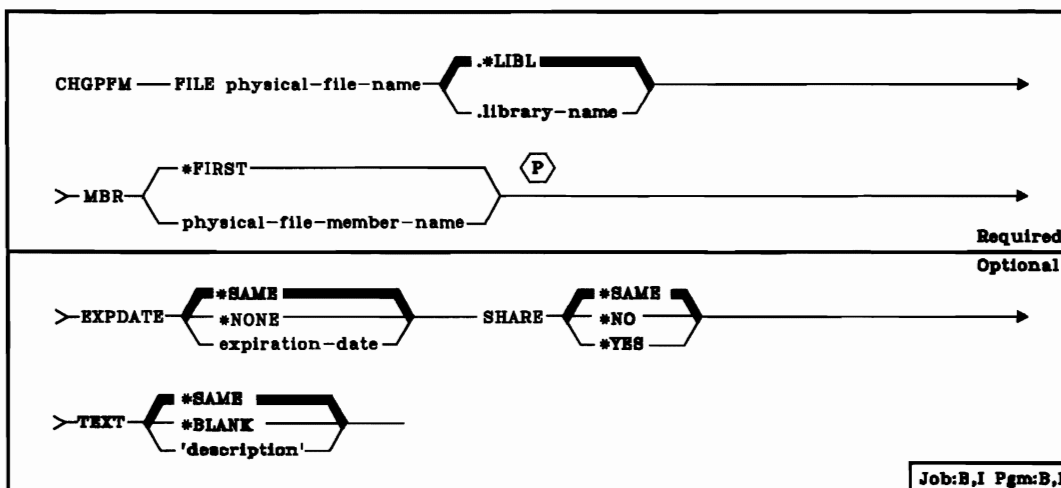 .*LIBL
CHGPFM FILE physical-file-name
.library-name
*FIRST
P
MBR
physical-file-member-name
Required
Optional
*SAME *SAME
EXPDATE *NONE SHARE *NO
expiration-date *YES
*SAME
TEXT *BLANK
'description'
Job:B,I Pgm:B,